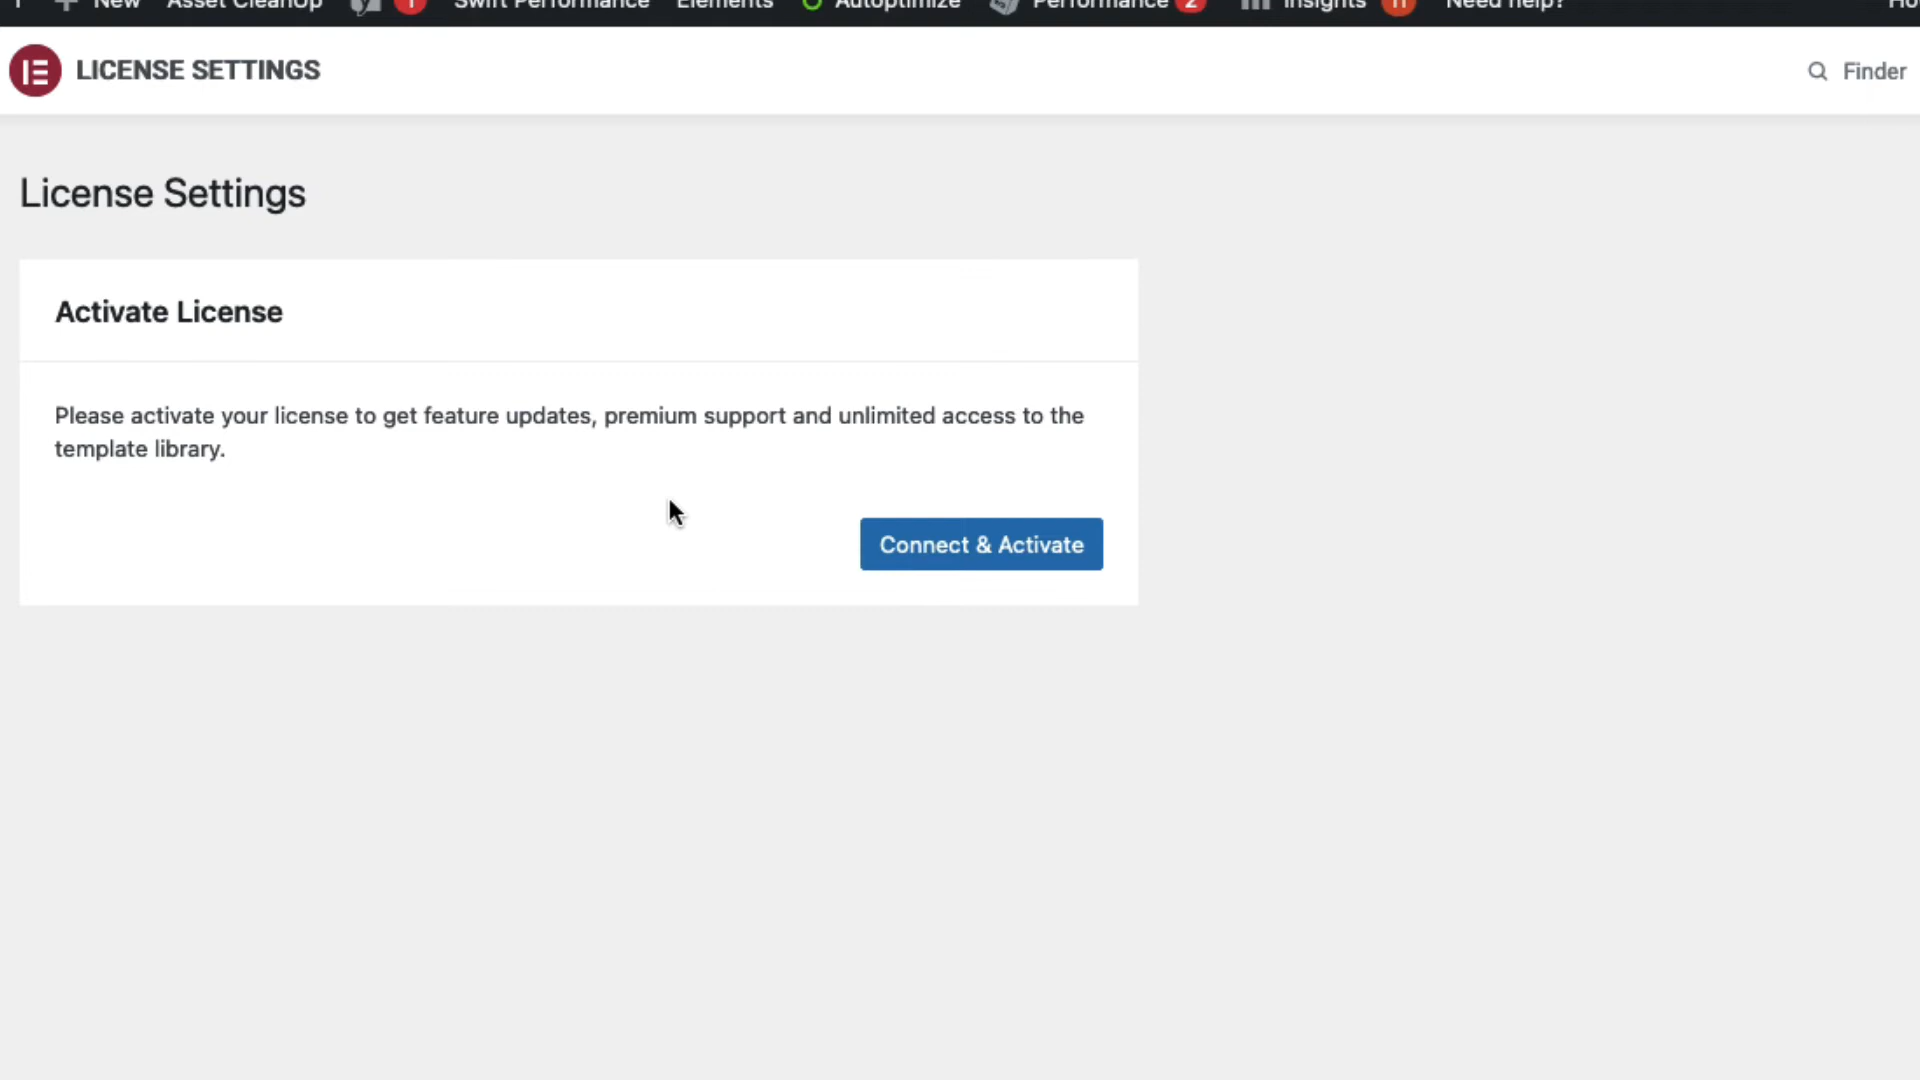 New Asset CleanUp 1 Swift Performance Elements Autoptimize Performance 2 Insights 11 Need help?
LICENSE SETTINGS
Finder
License Settings
Activate License
Please activate your license to get feature updates, premium support and unlimited access to the
template library.
Connect & Activate